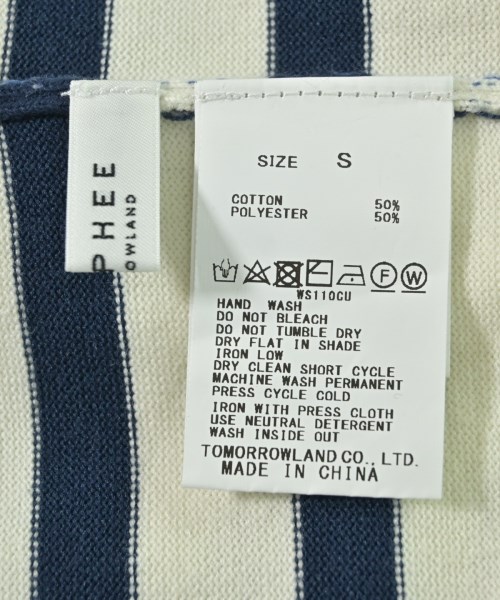 PHEE
OWLAND
SIZE S
COTTON 50%
POLYESTER 50%
F W
WS110CU
HAND WASH
DO NOT BLEACH
DO NOT TUMBLE DRY
DRY FLAT IN SHADE
IRON LOW
DRY CLEAN SHORT CYCLE
MACHINE WASH PERMANENT
PRESS CYCLE COLD
IRON WITH PRESS CLOTH
USE NEUTRAL DETERGENT
WASH INSIDE OUT
TOMORROWLAND CO., LTD.
MADE IN CHINA